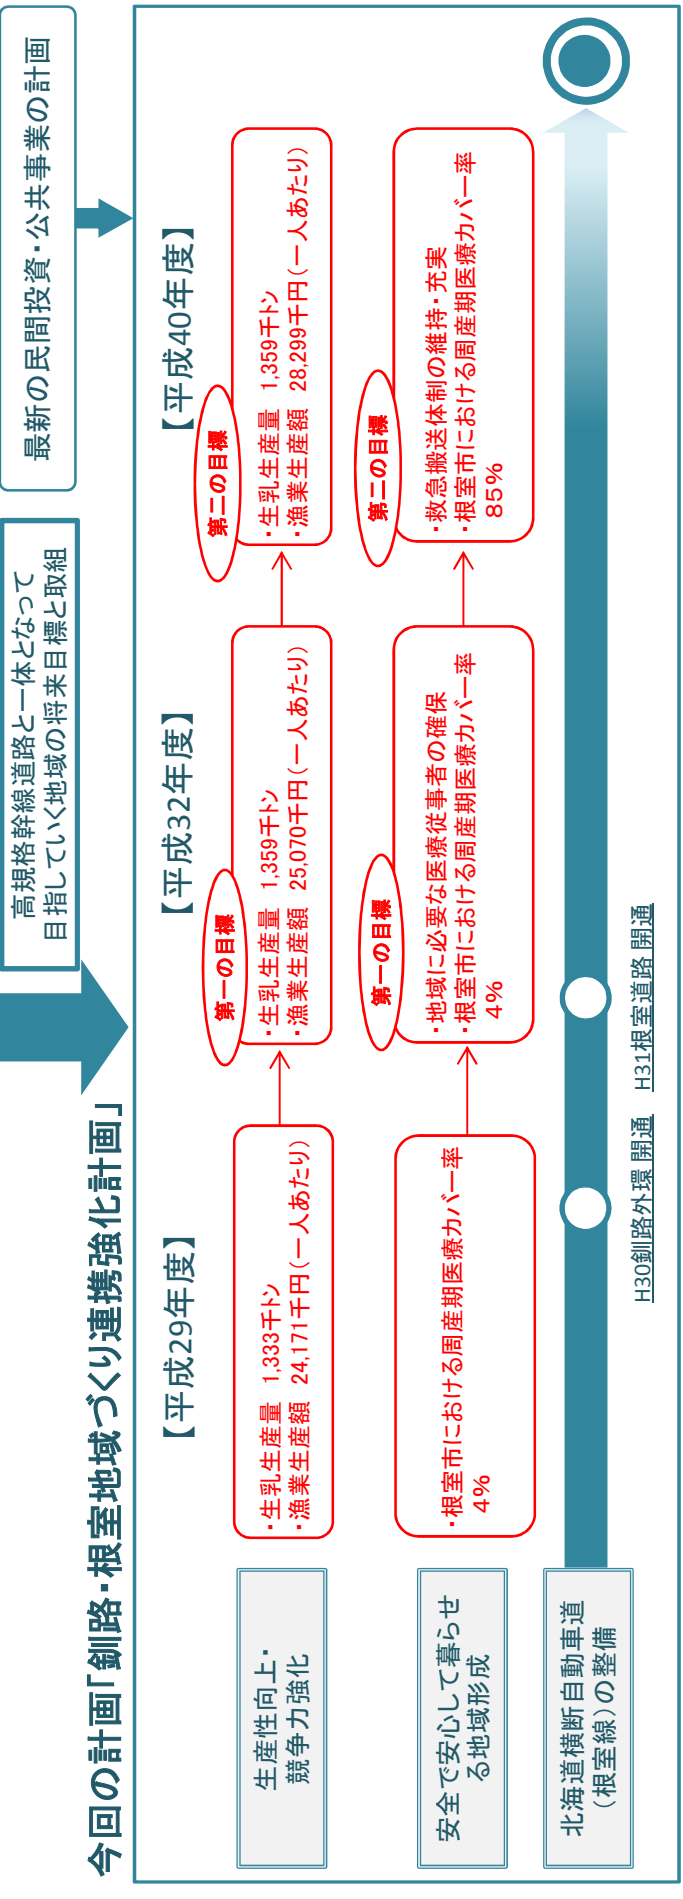 高規格幹線道路と一体となって
目指していく地域の将来目標と取組
最新の民間投資・公共事業の計画
今回の計画「釧路・根室地域づくり連携強化計画」
【平成29年度】
【平成32年度】
【平成40年度】
生産性向上・
競争力強化
・生乳生産量 1,333千トン
・漁業生産額 24,171千円(一人あたり)
第一の目標
・生乳生産量 1,359千トン
・漁業生産額 25,070千円(一人あたり)
第二の目標
・生乳生産量 1,359千トン
・漁業生産額 28,299千円(一人あたり)
安全で安心して暮らせ
る地域形成
・根室市における周産期医療カバー率
4%
第一の目標
・地域に必要な医療従事者の確保
・根室市における周産期医療カバー率
4%
第二の目標
・救急搬送体制の維持・充実
・根室市における周産期医療カバー率
85%
北海道横断自動車道
(根室線)の整備
H30釧路外環 開通
H31根室道路 開通